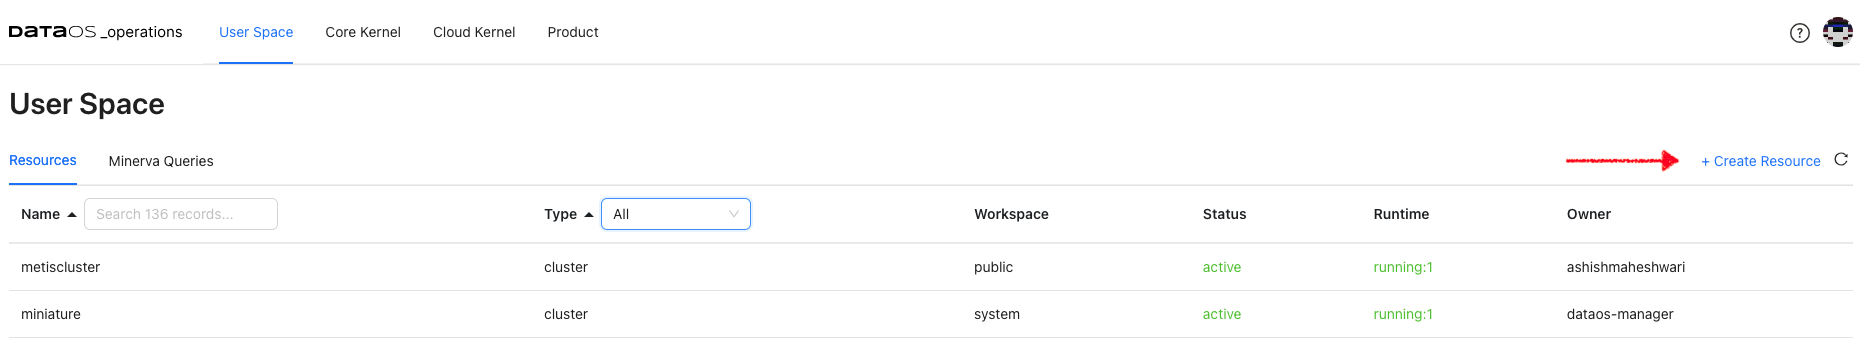 DATAOS _operations User Space Core Kernel Cloud Kernel Product ?
User Space
Resources Minerva Queries + Create Resource
Name Search 136 records... Type All Workspace Status Runtime Owner
metiscluster cluster public active running:1 ashishmaheshwari
miniature cluster system active running:1 dataos-manager